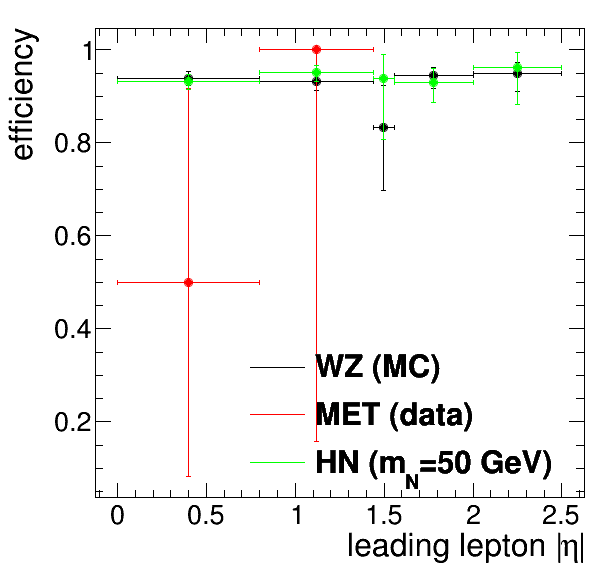 efficiency
1
0.8
0.6
0.4
0.2
WZ (MC)
MET (data)
HN (m_N=50 GeV)
0 0.5 1 1.5 2 2.5
leading lepton |η|